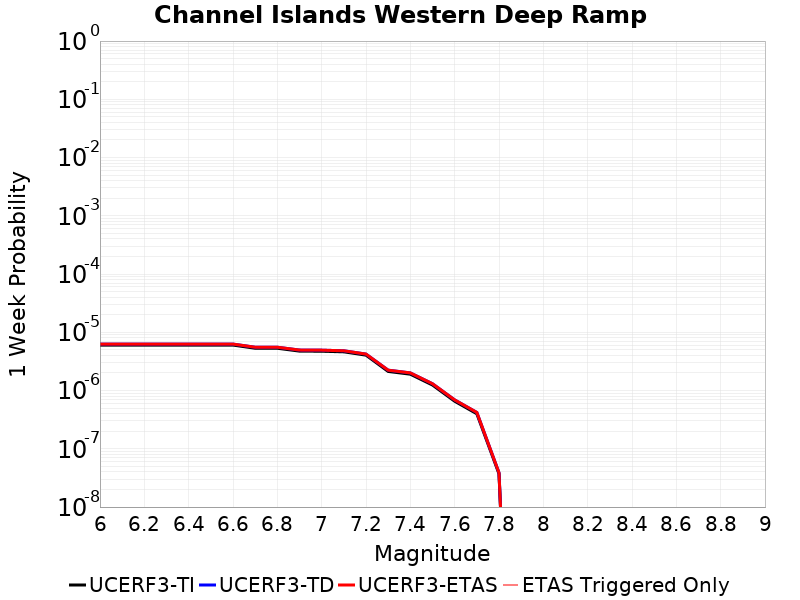 Channel Islands Western Deep Ramp
10^0
10^-1
10^-2
10^-3
10^-4
10^-5
10^-6
10^-7
10^-8
1 Week Probability
6 6.2 6.4 6.6 6.8 7 7.2 7.4 7.6 7.8 8 8.2 8.4 8.6 8.8 9
Magnitude
UCERF3-TI UCERF3-TD UCERF3-ETAS ETAS Triggered Only